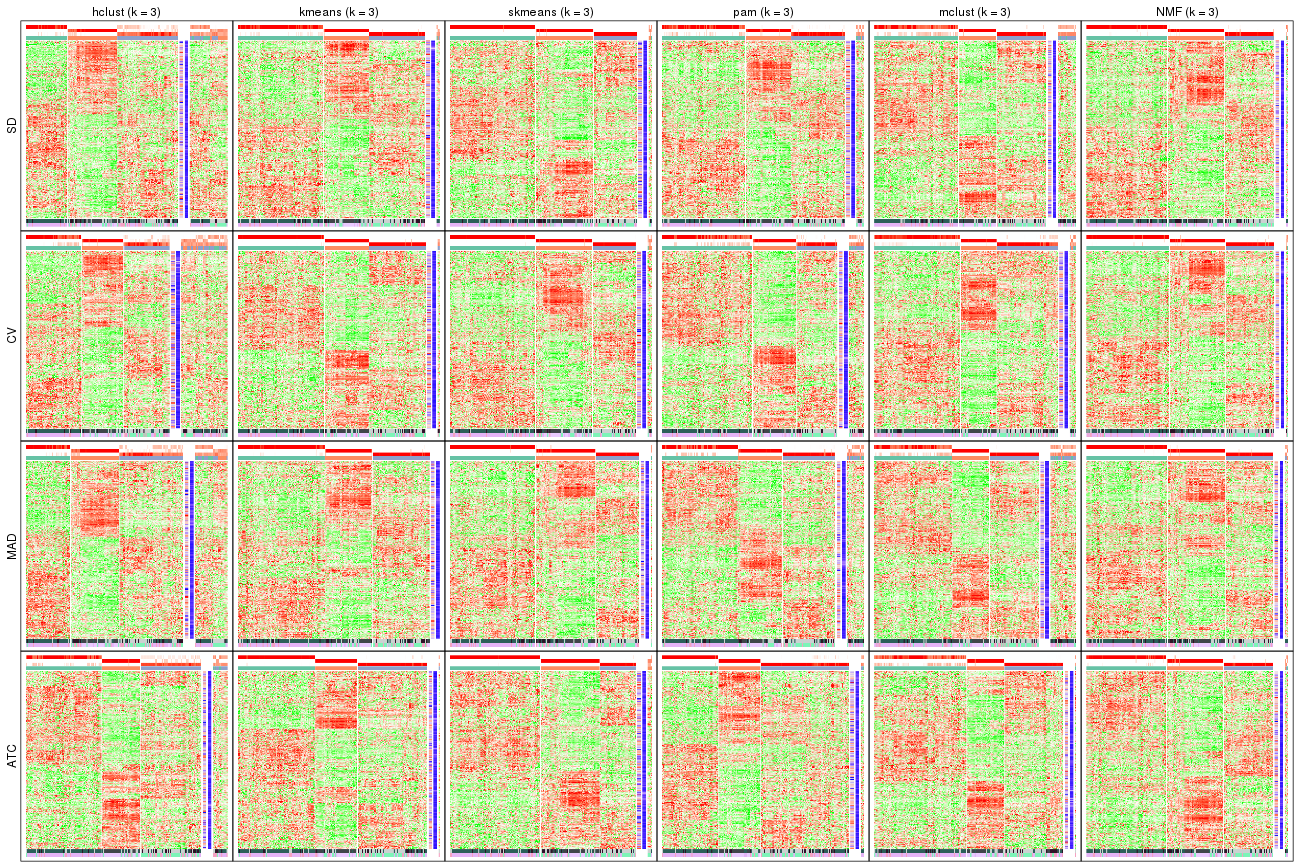 hclust (k = 3) kmeans (k = 3) skmeans (k = 3) pam (k = 3) mclust (k = 3) NMF (k = 3)
SD
CV
MAD
ATC